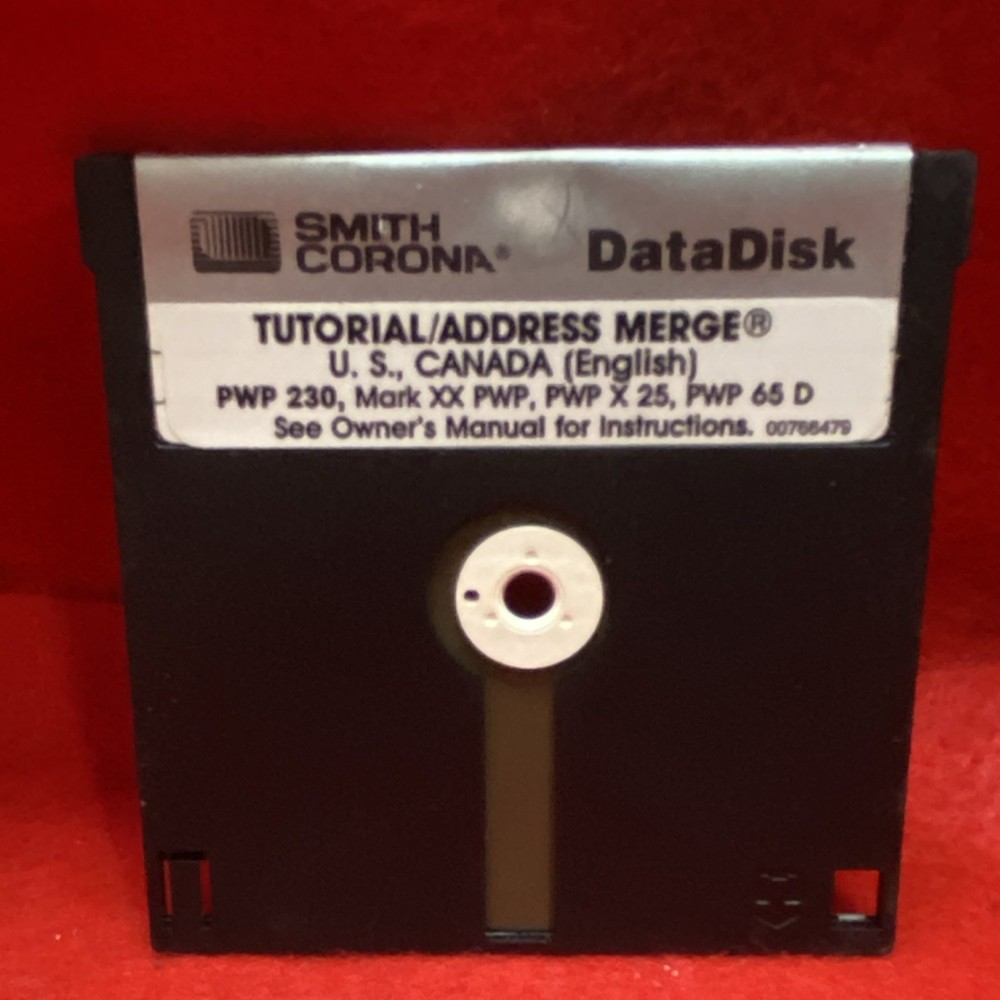 SMITH
CORONA®
DataDisk
TUTORIAL/ADDRESS MERGE®
U. S., CANADA (English)
PWP 230, Mark XX PWP, PWP X 25, PWP 65 D
See Owner's Manual for Instructions. 00766479